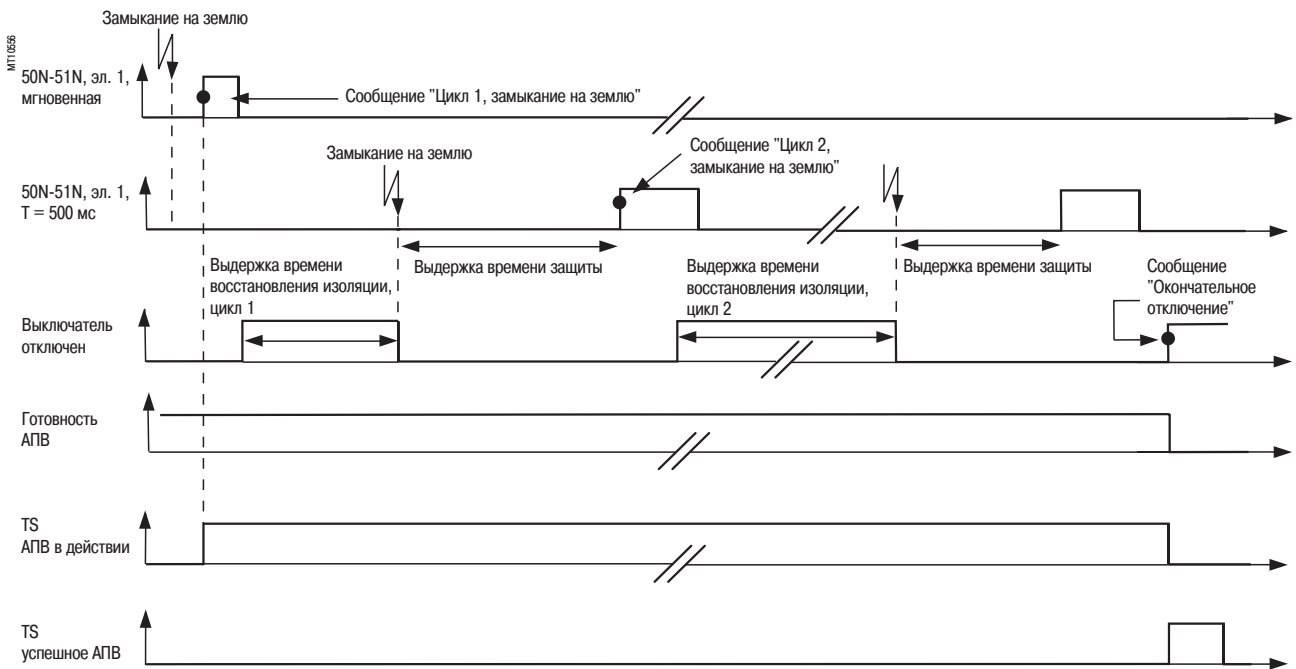 Замыкание на землю
MT10556
50N-51N, эл. 1,
мгновенная
Сообщение "Цикл 1, замыкание на землю"
Замыкание на землю
Сообщение "Цикл 2,
замыкание на землю"
50N-51N, эл. 1,
T = 500 мс
Выдержка времени
восстановления изоляции,
цикл 1
Выдержка времени защиты
Выдержка времени
восстановления изоляции,
цикл 2
Выдержка времени защиты
Сообщение
"Окончательное
отключение"
Выключатель
отключен
Готовность
АПВ
TS
АПВ в действии
TS
успешное АПВ